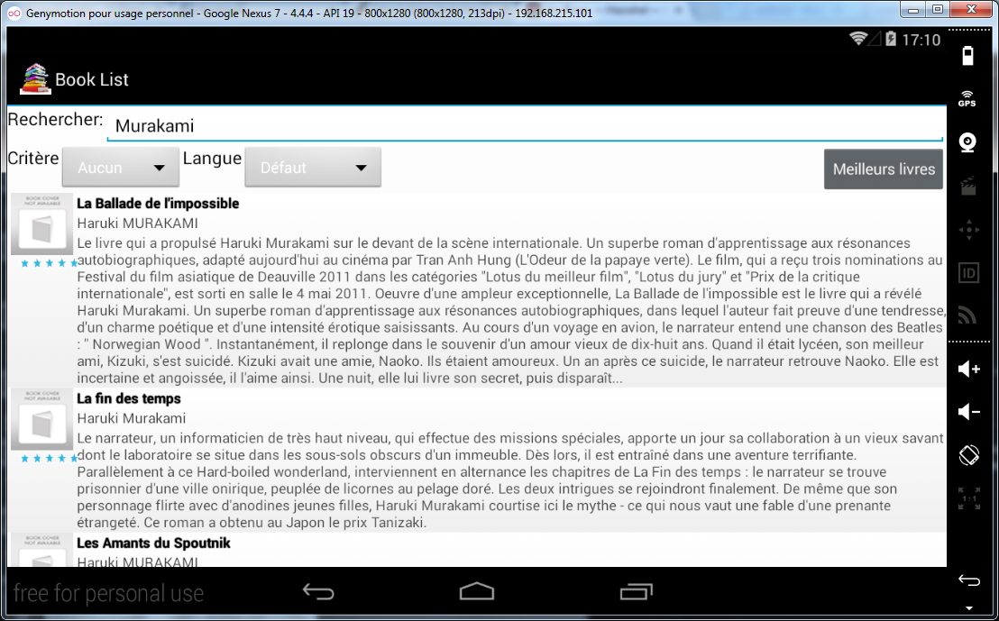 Genymotion pour usage personnel - Google Nexus 7 - 4.4.4 - API 19 - 800x1280 (800x1280, 213dpi) - 192.168.215.101
17:10
Book List
GPS
Rechercher: Murakami
Critère Aucun Langue Défaut Meilleurs livres
BOOK COVER
NOT AVAILABLE
La Ballade de l'impossible
Haruki MURAKAMI
Le livre qui a propulsé Haruki Murakami sur le devant de la scène internationale. Un superbe roman d'apprentissage aux résonances
autobiographiques, adapté aujourd'hui au cinéma par Tran Anh Hung (L'Odeur de la papaye verte). Le film, qui a reçu trois nominations au
Festival du film asiatique de Deauville 2011 dans les catégories "Lotus du meilleur film", "Lotus du jury" et "Prix de la critique
internationale", est sorti en salle le 4 mai 2011. Oeuvre d'une ampleur exceptionnelle, La Ballade de l'impossible est le livre qui a révélé
Haruki Murakami. Un superbe roman d'apprentissage aux résonances autobiographiques, dans lequel l'auteur fait preuve d'une tendresse,
d'un charme poétique et d'une intensité érotique saisissants. Au cours d'un voyage en avion, le narrateur entend une chanson des Beatles
: " Norwegian Wood ". Instantanément, il replonge dans le souvenir d'un amour vieux de dix-huit ans. Quand il était lycéen, son meilleur
ami, Kizuki, s'est suicidé. Kizuki avait une amie, Naoko. Ils étaient amoureux. Un an après ce suicide, le narrateur retrouve Naoko. Elle est
incertaine et angoissée, il l'aime ainsi. Une nuit, elle lui livre son secret, puis disparaît...
ID
BOOK COVER
NOT AVAILABLE
La fin des temps
Haruki Murakami
Le narrateur, un informaticien de très haut niveau, qui effectue des missions spéciales, apporte un jour sa collaboration à un vieux savant
dont le laboratoire se situe dans les sous-sols obscurs d'un immeuble. Dès lors, il est entraîné dans une aventure terrifiante.
Parallèlement à ce Hard-boiled wonderland, interviennent en alternance les chapitres de La Fin des temps : le narrateur se trouve
prisonnier d'une ville onirique, peuplée de licornes au pelage doré. Les deux intrigues se rejoindront finalement. De même que son
personnage flirte avec d'anodines jeunes filles, Haruki Murakami courtise ici le mythe - ce qui nous vaut une fable d'une prenante
étrangeté. Ce roman a obtenu au Japon le prix Tanizaki.
1:1
BOOK COVER
NOT AVAILABLE
Les Amants du Spoutnik
Haruki MURAKAMI
free for personal use